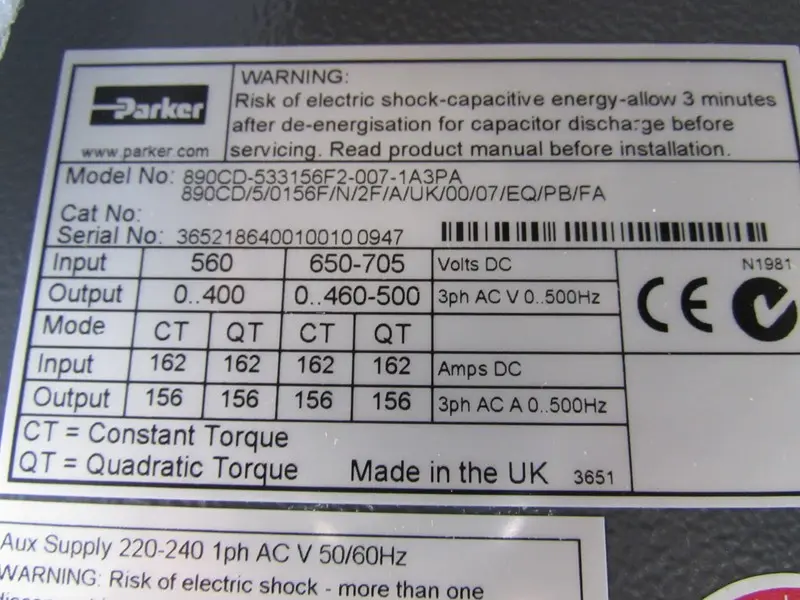 Parker
www.parker.com
WARNING:
Risk of electric shock-capacitive energy-allow 3 minutes
after de-energisation for capacitor discharge before
servicing. Read product manual before installation.
Model No: 890CD-533156F2-007-1A3PA
890CD/5/0156F/N/2F/A/UK/00/07/EQ/PB/FA
Cat No:
Serial No: 3652186400100100947
Input 560 650-705 Volts DC
N1981
Output 0..400 0..460-500 3ph AC V 0..500Hz
CE
Mode CT QT CT QT
Input 162 162 162 162 Amps DC
Output 156 156 156 156 3ph AC A 0..500Hz
CT = Constant Torque
QT = Quadratic Torque Made in the UK 3651
Aux Supply 220-240 1ph AC V 50/60Hz
WARNING: Risk of electric shock - more than one